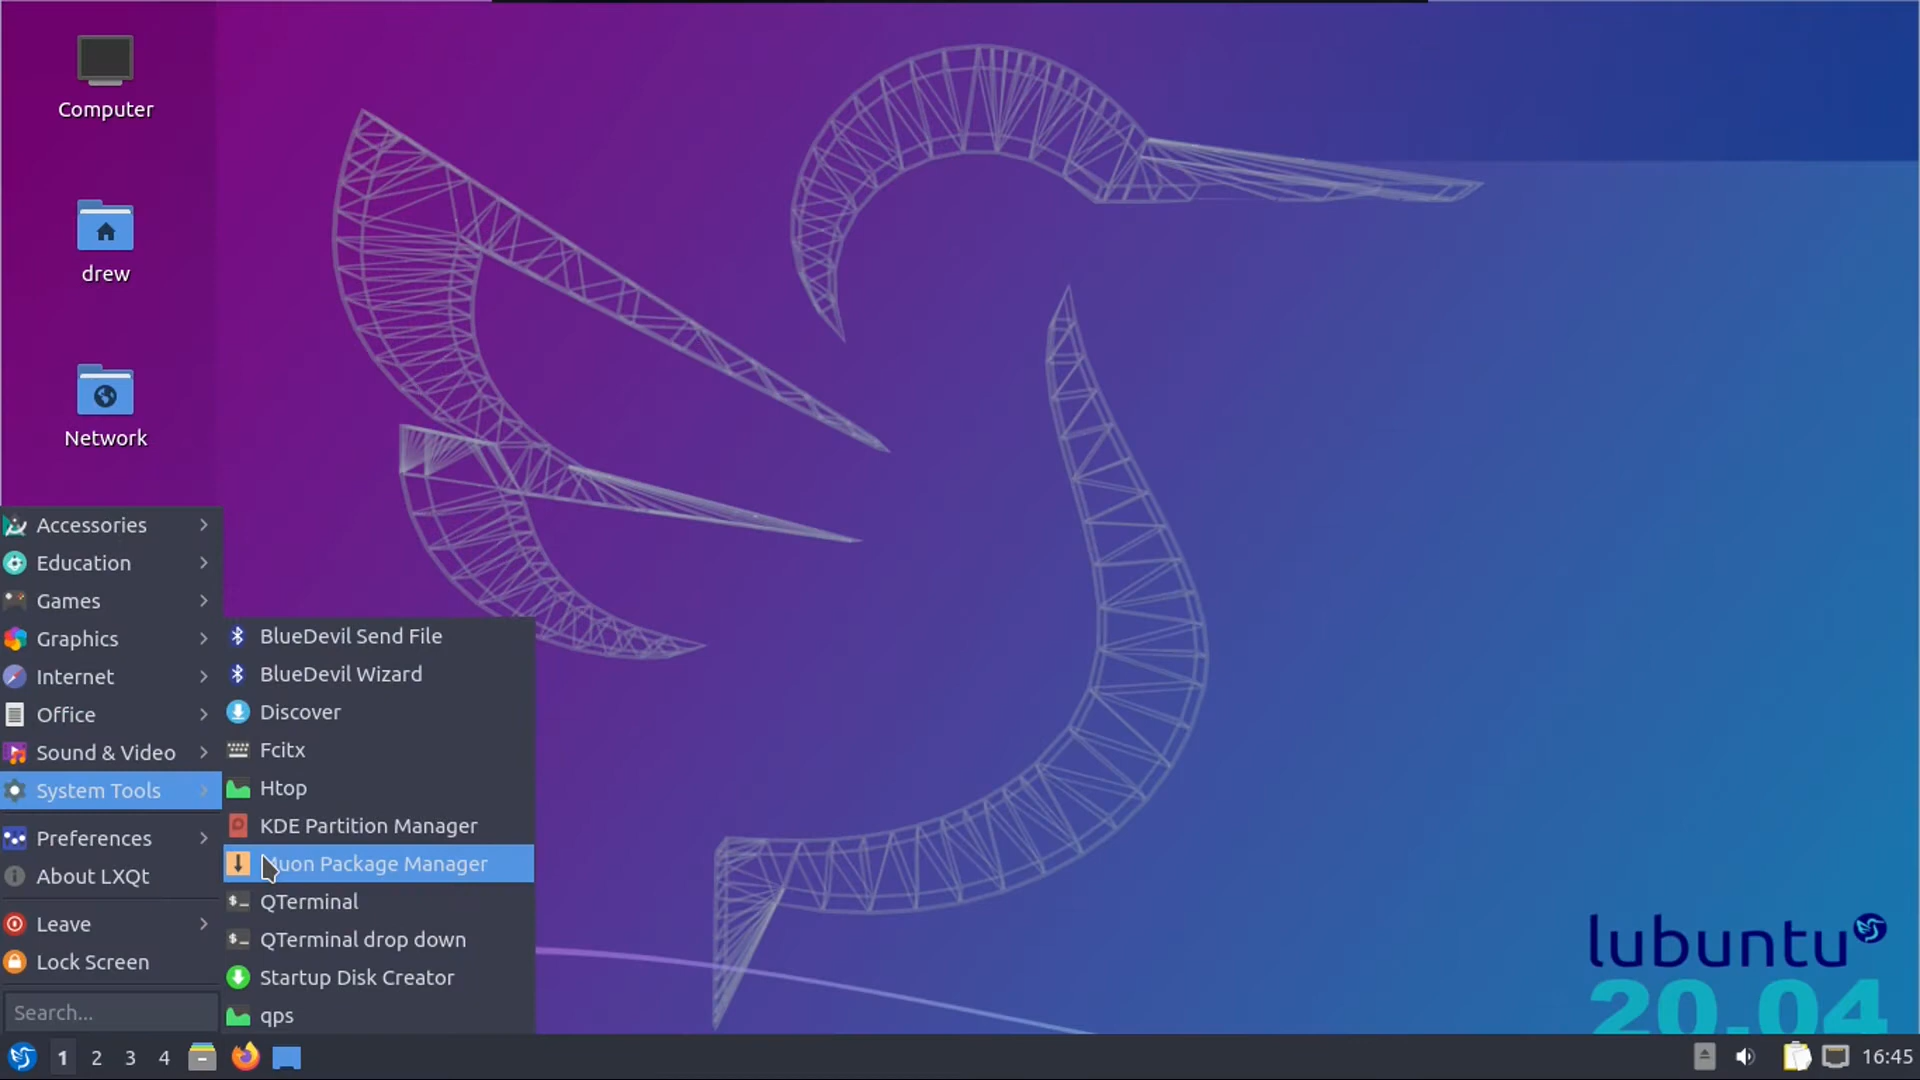 Computer
drew
Network
Accessories
Education
Games
Graphics
Internet
Office
Sound & Video
System Tools
Preferences
About LXQt
Leave
Lock Screen
Search...
BlueDevil Send File
BlueDevil Wizard
Discover
Fcitx
Htop
KDE Partition Manager
Muon Package Manager
QTerminal
QTerminal drop down
Startup Disk Creator
qps
lubuntu
20.04
1 2 3 4
16:45